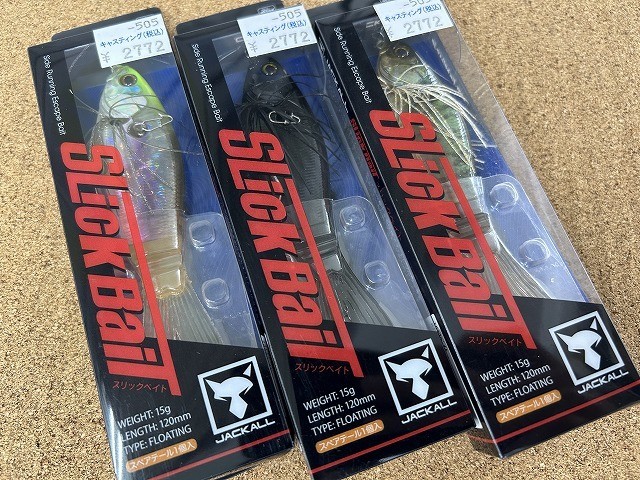 -505
キャスティング(税込)
¥ 2772
Side Running Escape Bait
SLick Bait
スリックベイト
WEIGHT: 15g
LENGTH: 120mm
TYPE: FLOATING
スペアテール1個入
JACKALL
-505
キャスティング(税込)
¥ 2772
Side Running Escape Bait
SLick Bait
スリックベイト
WEIGHT: 15g
LENGTH: 120mm
TYPE: FLOATING
スペアテール1個入
JACKALL
-505
キャスティング(税込)
¥ 2772
Side Running Escape Bait
SLick Bait
スリックベイト
WEIGHT: 15g
LENGTH: 120mm
TYPE: FLOATING
スペアテール1個入
JACKALL